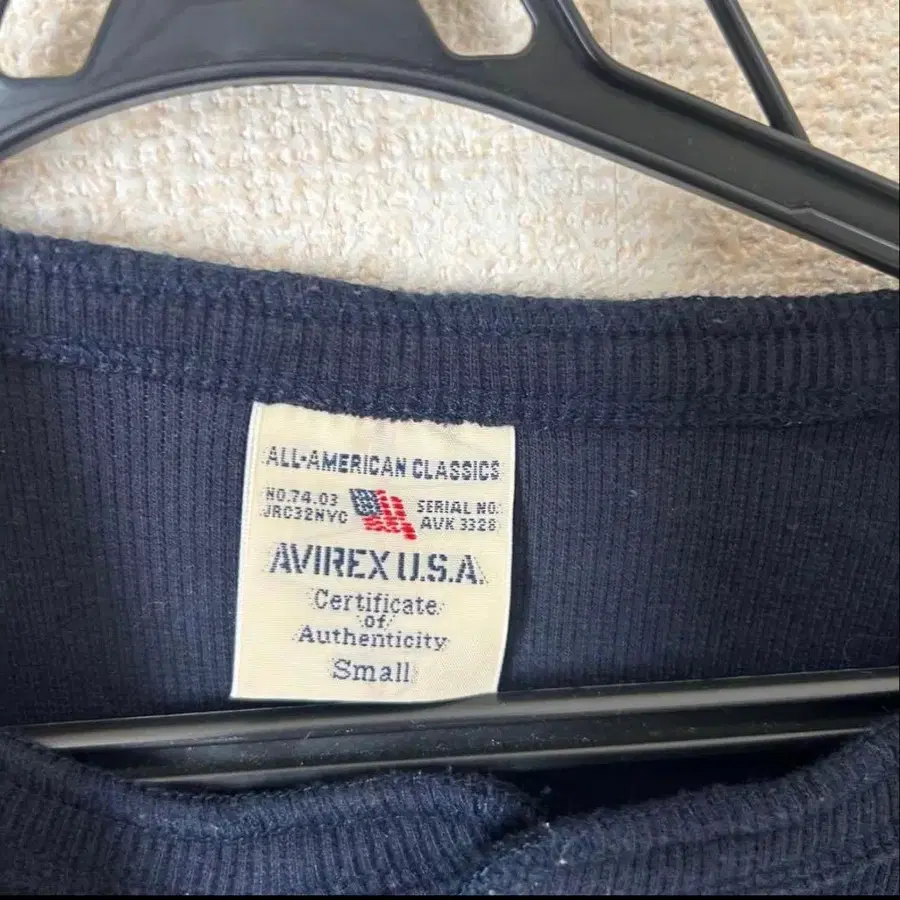 ALL-AMERICAN CLASSICS
NO.74.03 SERIAL NO.
JRC32NYC AVK 3328
AVIREX U.S.A.
Certificate
of
Authenticity
Small